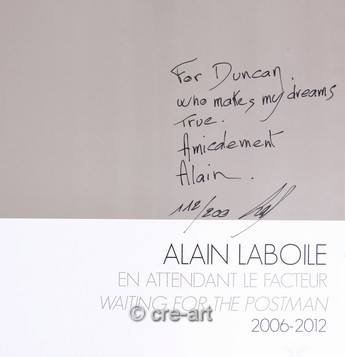 For Duncan.
who makes my dreams
True.
Amicalement
Alain.
112/200
ALAIN LABOILE
EN ATTENDANT LE FACTEUR
WAITING FOR THE POSTMAN
2006-2012
© cre-art